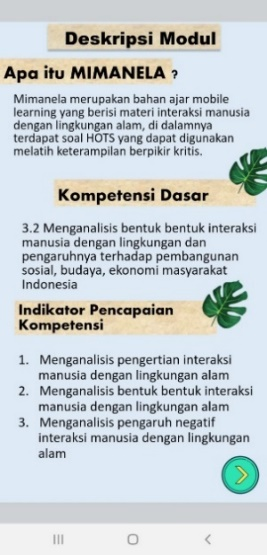 Deskripsi Modul
Apa itu MIMANELA ?
Mimanela merupakan bahan ajar mobile
learning yang berisi materi interaksi manusia
dengan lingkungan alam, di dalamnya
terdapat soal HOTS yang dapat digunakan
melatih keterampilan berpikir kritis.
Kompetensi Dasar
3.2 Menganalisis bentuk bentuk interaksi
manusia dengan lingkungan dan
pengaruhnya terhadap pembangunan
sosial, budaya, ekonomi masyarakat
Indonesia
Indikator Pencapaian
Kompetensi
1. Menganalisis pengertian interaksi
manusia dengan lingkungan alam
2. Menganalisis bentuk bentuk interaksi
manusia dengan lingkungan alam
3. Menganalisis pengaruh negatif
interaksi manusia dengan lingkungan
alam